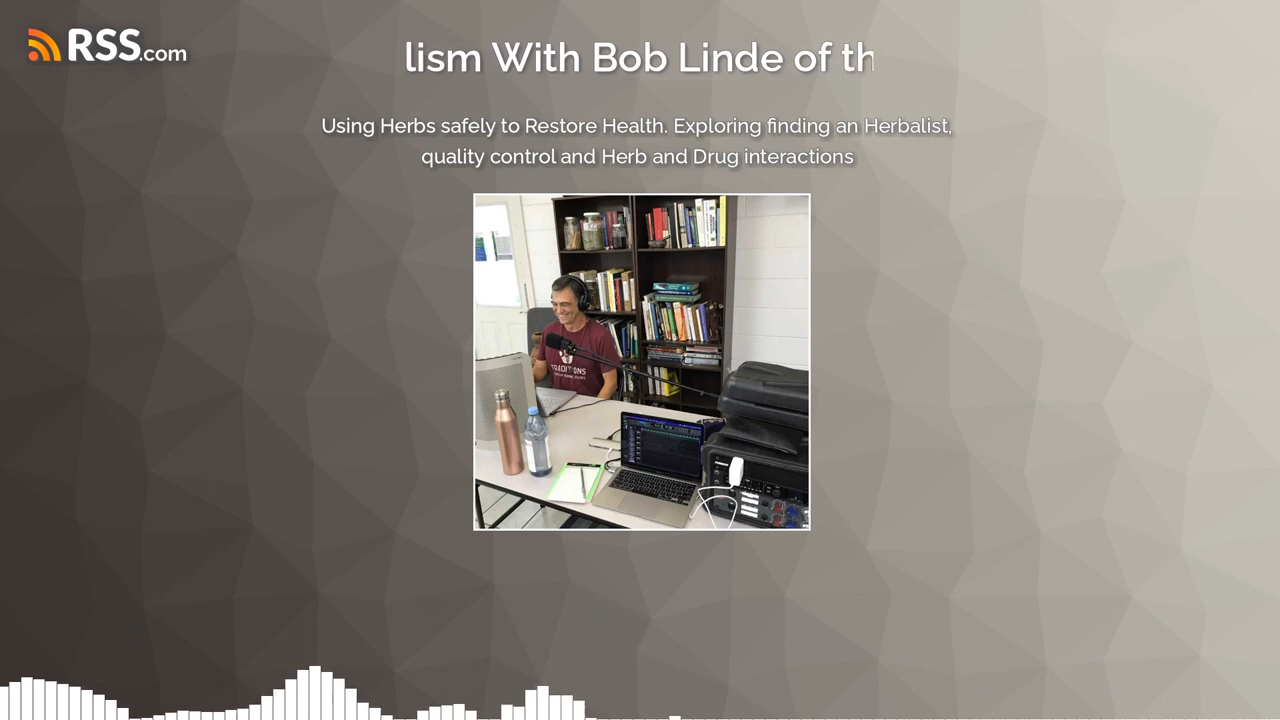 RSS.com
lism With Bob Linde of th
Using Herbs safely to Restore Health. Exploring finding an Herbalist,
quality control and Herb and Drug interactions
TRADITIONS